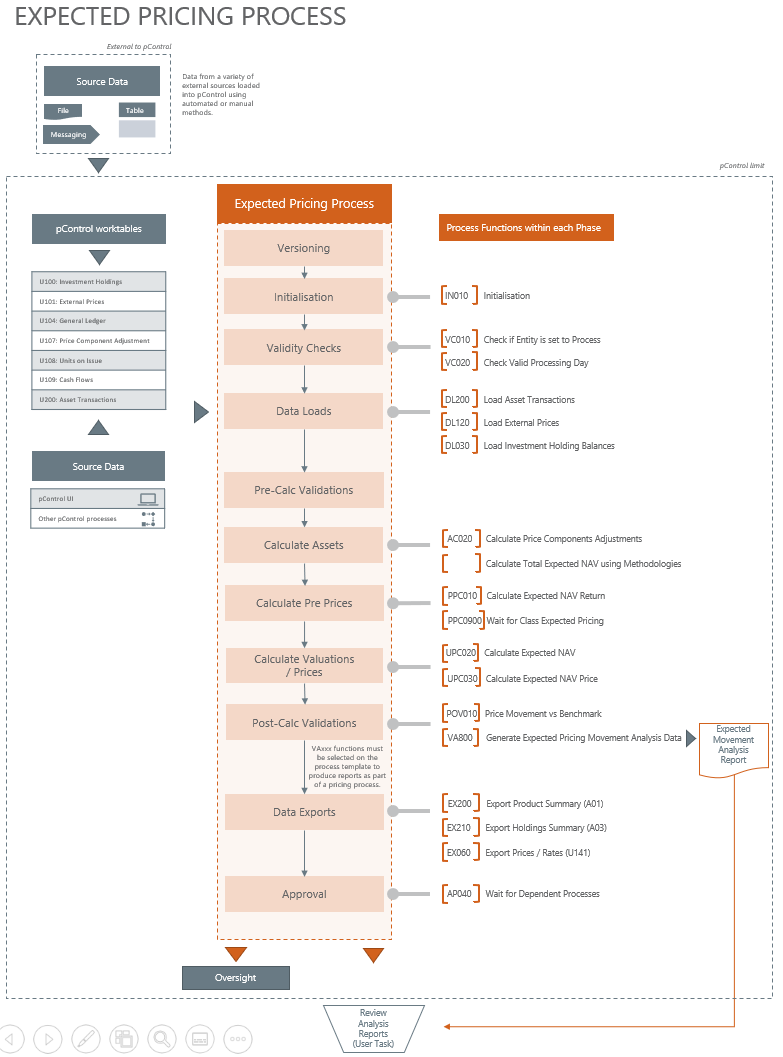 EXPECTED PRICING PROCESS
External to pControl
Source Data
File
Table
Messaging
Data from a variety of
external sources loaded
into pControl using
automated or manual
methods.
pControl limit
pControl worktables
U100: Investment Holdings
U101: External Prices
U104: General Ledger
U107: Price Component Adjustment
U108: Units on Issue
U109: Cash Flows
U200: Asset Transactions
Source Data
pControl UI
Other pControl processes
Expected Pricing Process
Versioning
Initialisation
Validity Checks
Data Loads
Pre-Calc Validations
Calculate Assets
Calculate Pre Prices
Calculate Valuations
/ Prices
Post-Calc Validations
VAxxx functions must
be selected on the
process template to
produce reports as part
of a pricing process.
Data Exports
Approval
Process Functions within each Phase
IN010 Initialisation
VC010 Check if Entity is set to Process
VC020 Check Valid Processing Day
DL200 Load Asset Transactions
DL120 Load External Prices
DL030 Load Investment Holding Balances
AC020 Calculate Price Components Adjustments
Calculate Total Expected NAV using Methodologies
PPC010 Calculate Expected NAV Return
PPC0900 Wait for Class Expected Pricing
UPC020 Calculate Expected NAV
UPC030 Calculate Expected NAV Price
POV010 Price Movement vs Benchmark
VA800 Generate Expected Pricing Movement Analysis Data
EX200 Export Product Summary (A01)
EX210 Export Holdings Summary (A03)
EX060 Export Prices / Rates (U141)
AP040 Wait for Dependent Processes
Expected
Movement
Analysis
Report
Oversight
Review
Analysis
Reports
(User Task)